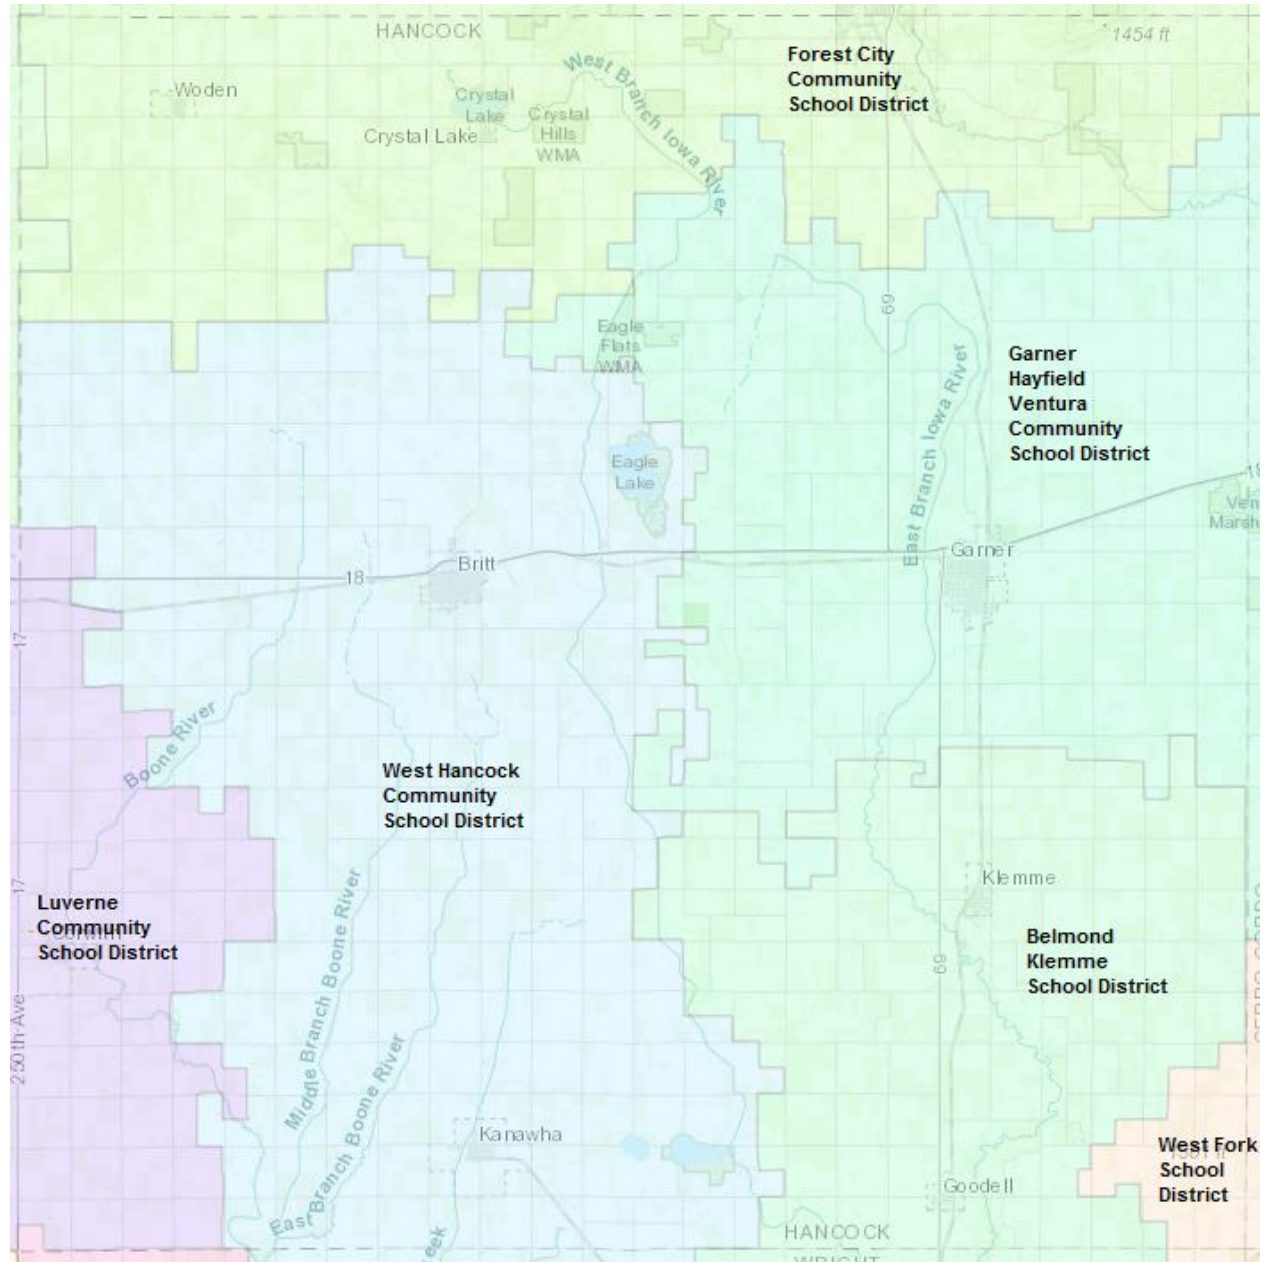 HANCOCK
1454 ft
Forest City
Community
School District
West Branch Iowa River
Woden
Crystal
Lake
Crystal
Hills
WMA
Crystal Lake
69
Eagle
Flats
WMA
Garner
Hayfield
Ventura
Community
School District
East Branch Iowa River
Eagle
Lake
18
Ven
Marsh
Garner
Britt
18
17
Boone River
West Hancock
Community
School District
Klemme
17
Luverne
Community
School District
Middle Branch Boone River
Belmond
Klemme
School District
69
250th Ave
East Branch Boone River
Kanawha
West Fork
School
District
Goodell
HANCOCK
WRIGHT
eek